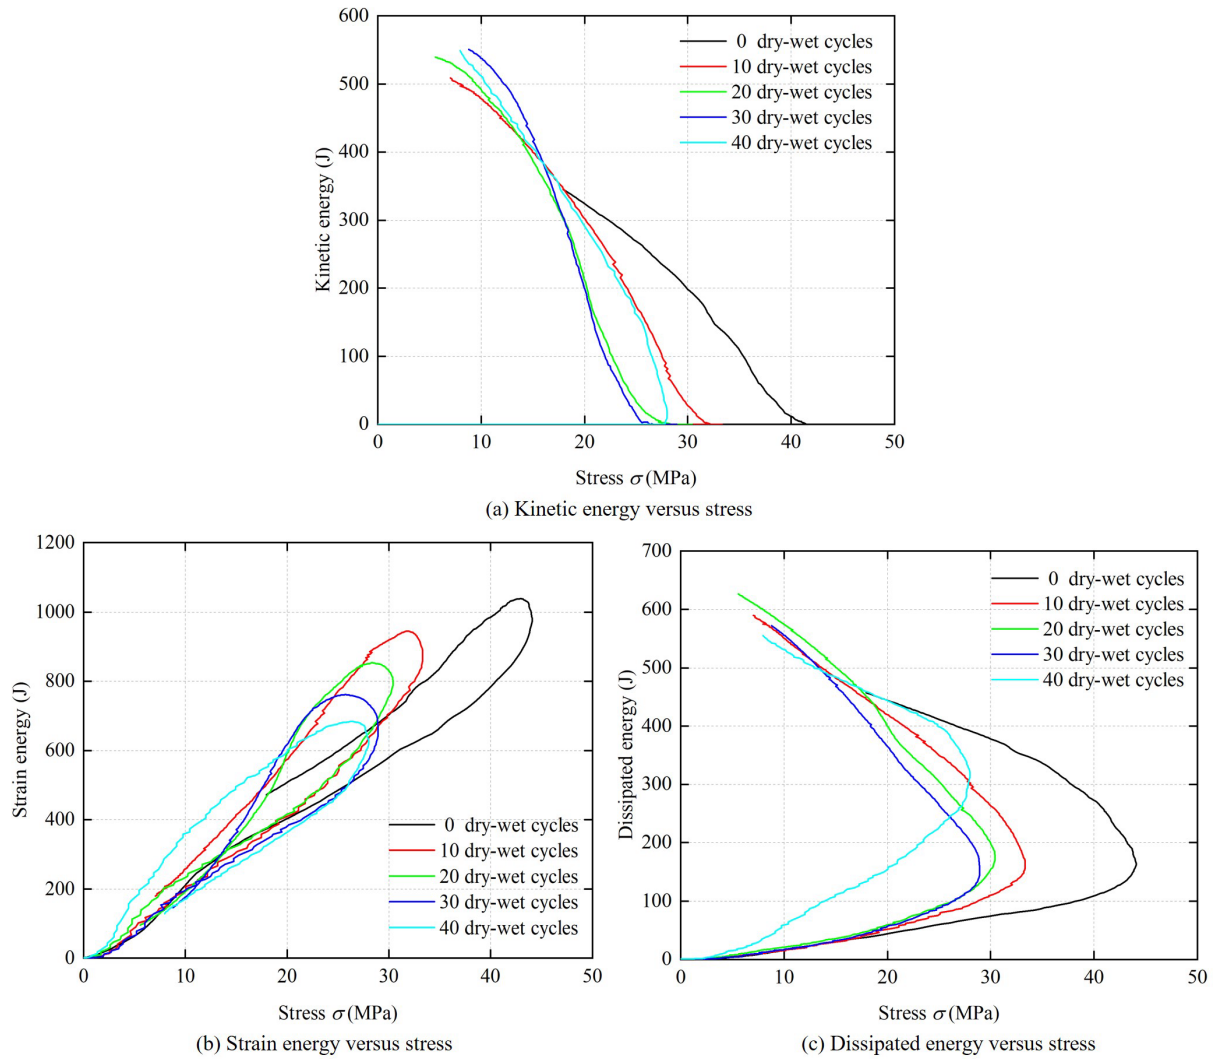 600
500
400
300
200
100
0
Kinetic energy (J)
0 dry-wet cycles
10 dry-wet cycles
20 dry-wet cycles
30 dry-wet cycles
40 dry-wet cycles
0 10 20 30 40 50
Stress σ (MPa)
(a) Kinetic energy versus stress
1200
1000
800
600
400
200
0
Strain energy (J)
0 dry-wet cycles
10 dry-wet cycles
20 dry-wet cycles
30 dry-wet cycles
40 dry-wet cycles
0 10 20 30 40 50
Stress σ (MPa)
(b) Strain energy versus stress
700
600
500
400
300
200
100
0
Dissipated energy (J)
0 dry-wet cycles
10 dry-wet cycles
20 dry-wet cycles
30 dry-wet cycles
40 dry-wet cycles
0 10 20 30 40 50
Stress σ (MPa)
(c) Dissipated energy versus stress